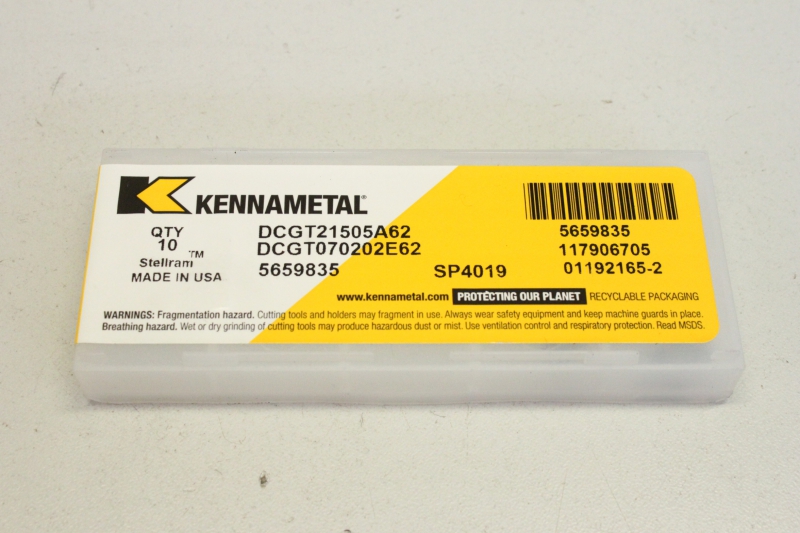 KENNAMETAL®
QTY
10
Stellram™
MADE IN USA
DCGT21505A62
DCGT070202E62
5659835 SP4019
5659835
117906705
01192165-2
www.kennametal.com PROTECTING OUR PLANET RECYCLABLE PACKAGING
WARNINGS: Fragmentation hazard. Cutting tools and holders may fragment in use. Always wear safety equipment and keep machine guards in place.
Breathing hazard. Wet or dry grinding of cutting tools may produce hazardous dust or mist. Use ventilation control and respiratory protection. Read MSDS.